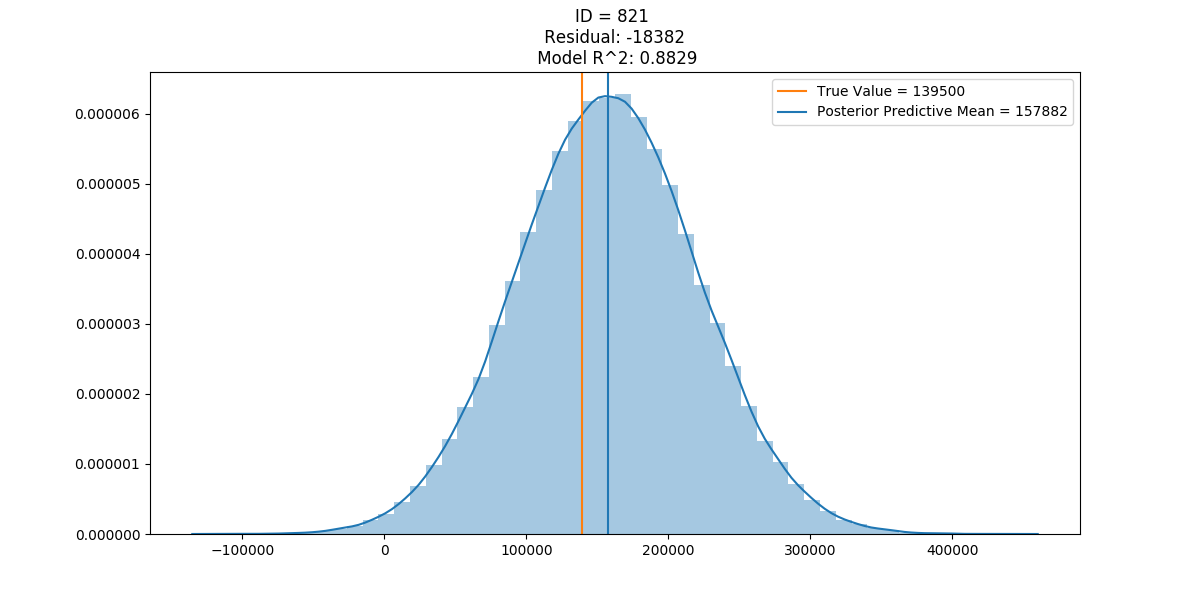 ID = 821
Residual: -18382
Model R^2: 0.8829
True Value = 139500
Posterior Predictive Mean = 157882
0.000006
0.000005
0.000004
0.000003
0.000002
0.000001
0.000000
−100000
0
100000
200000
300000
400000